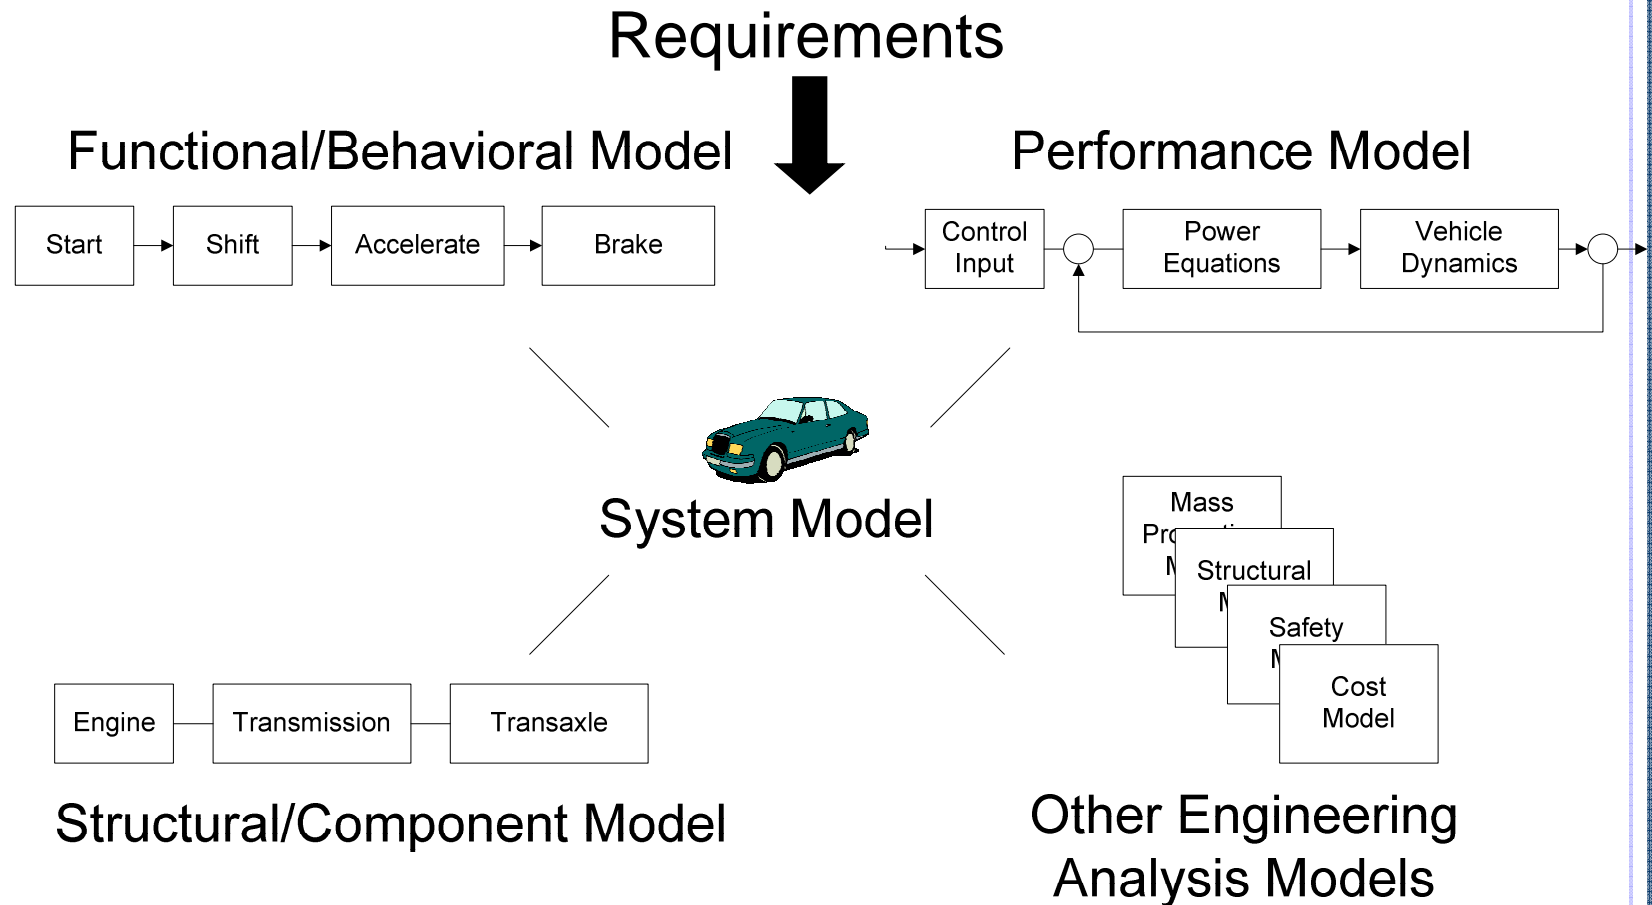 Requirements
Functional/Behavioral Model
Performance Model
Start
Shift
Accelerate
Brake
Control
Input
Power
Equations
Vehicle
Dynamics
System Model
Mass
Structural
Safety
Cost
Model
Engine
Transmission
Transaxle
Structural/Component Model
Other Engineering
Analysis Models